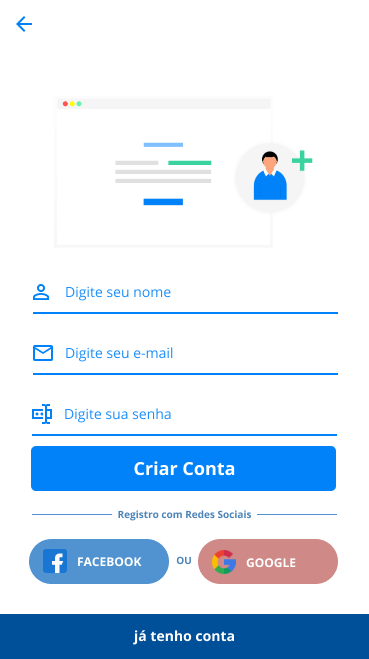 Digite seu nome
Digite seu e-mail
Digite sua senha
Criar Conta
Registro com Redes Sociais
FACEBOOK OU GOOGLE
já tenho conta